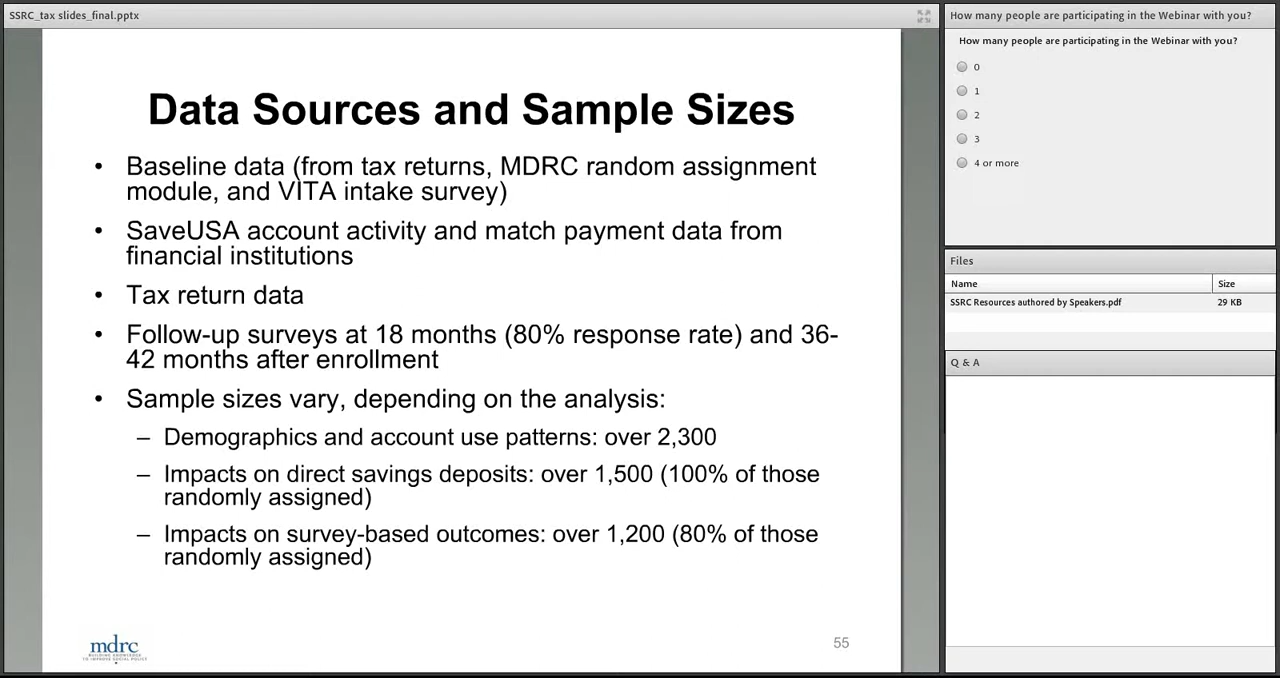 SSRC_tax slides_final.pptx
Data Sources and Sample Sizes
• Baseline data (from tax returns, MDRC random assignment
module, and VITA intake survey)
• SaveUSA account activity and match payment data from
financial institutions
• Tax return data
• Follow-up surveys at 18 months (80% response rate) and 36-
42 months after enrollment
• Sample sizes vary, depending on the analysis:
– Demographics and account use patterns: over 2,300
– Impacts on direct savings deposits: over 1,500 (100% of those
randomly assigned)
– Impacts on survey-based outcomes: over 1,200 (80% of those
randomly assigned)
mdrc
BUILDING KNOWLEDGE
TO IMPROVE SOCIAL POLICY
55
How many people are participating in the Webinar with you?
How many people are participating in the Webinar with you?
0
1
2
3
4 or more
Files
Name Size
SSRC Resources authored by Speakers.pdf 29 KB
Q & A